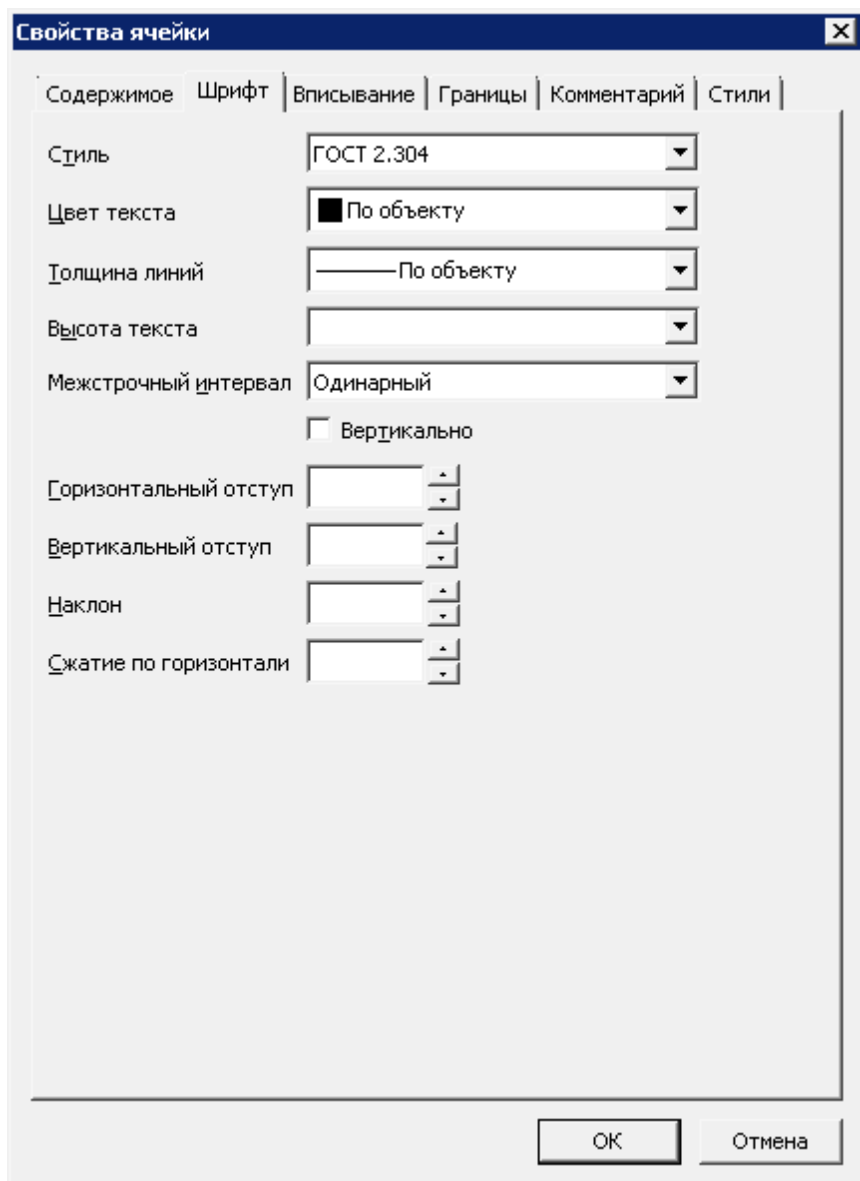 Свойства ячейки
Содержимое Шрифт Вписывание Границы Комментарий Стили
Стиль ГОСТ 2.304
Цвет текста По объекту
Толщина линий По объекту
Высота текста
Межстрочный интервал Одинарный
Вертикально
Горизонтальный отступ
Вертикальный отступ
Наклон
Сжатие по горизонтали
ОК Отмена